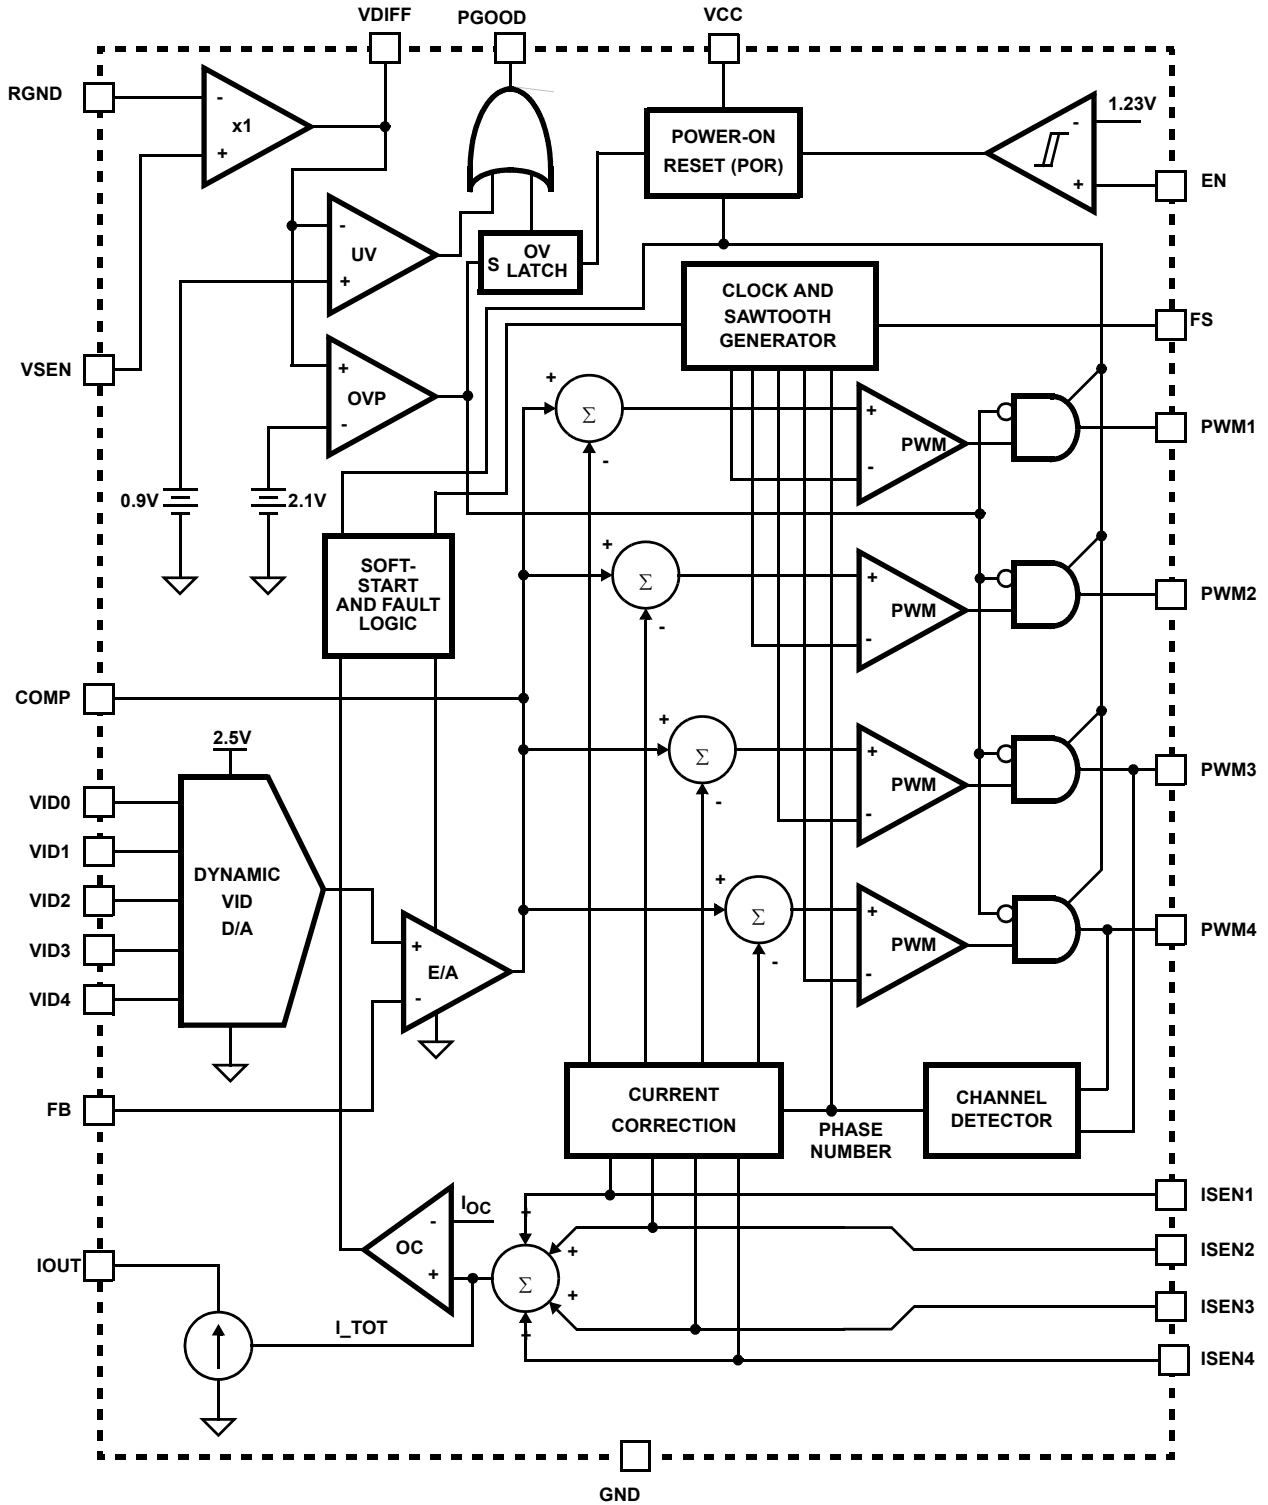 VDIFF
PGOOD
VCC
RGND
-
x1
+
POWER-ON
RESET (POR)
1.23V
-
+
EN
-
UV
+
S
OV
LATCH
CLOCK AND
SAWTOOTH
GENERATOR
FS
VSEN
+
OVP
-
+
Σ
-
+
PWM
-
PWM1
0.9V
2.1V
SOFT-
START
AND FAULT
LOGIC
+
Σ
-
+
PWM
-
PWM2
COMP
2.5V
+
Σ
-
+
PWM
-
PWM3
VID0
VID1
VID2
VID3
VID4
DYNAMIC
VID
D/A
+
E/A
-
+
Σ
-
+
PWM
-
PWM4
FB
CURRENT
CORRECTION
PHASE
NUMBER
CHANNEL
DETECTOR
IOC
-
OC
+
+
+
Σ
+
+
ISEN1
ISEN2
ISEN3
ISEN4
IOUT
I_TOT
GND